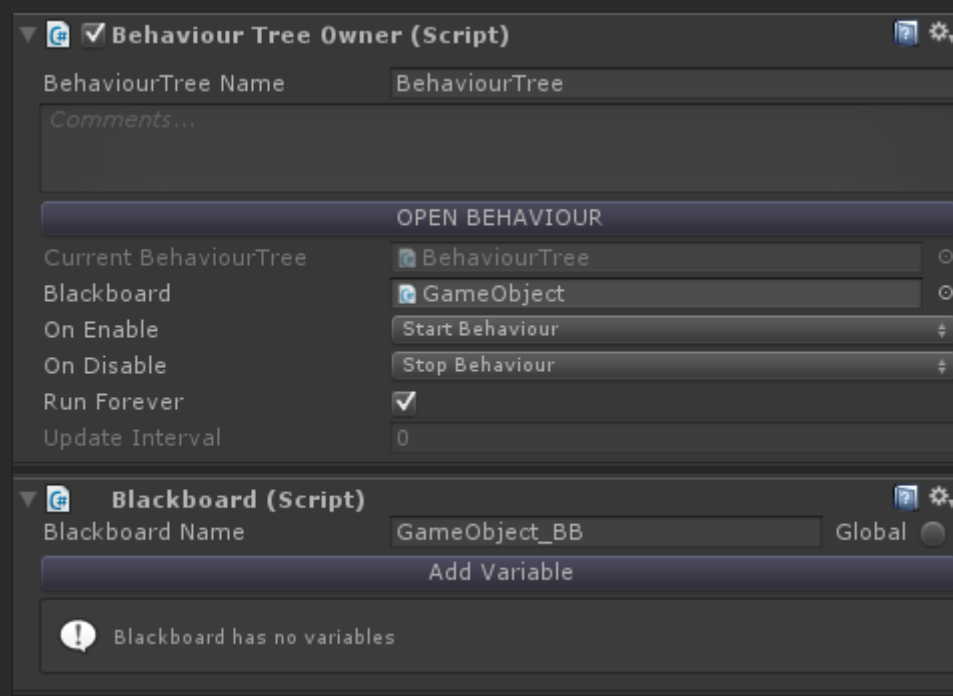 Behaviour Tree Owner (Script)
BehaviourTree Name BehaviourTree
Comments...
OPEN BEHAVIOUR
Current BehaviourTree BehaviourTree
Blackboard GameObject
On Enable Start Behaviour
On Disable Stop Behaviour
Run Forever
Update Interval 0
Blackboard (Script)
Blackboard Name GameObject_BB Global
Add Variable
Blackboard has no variables